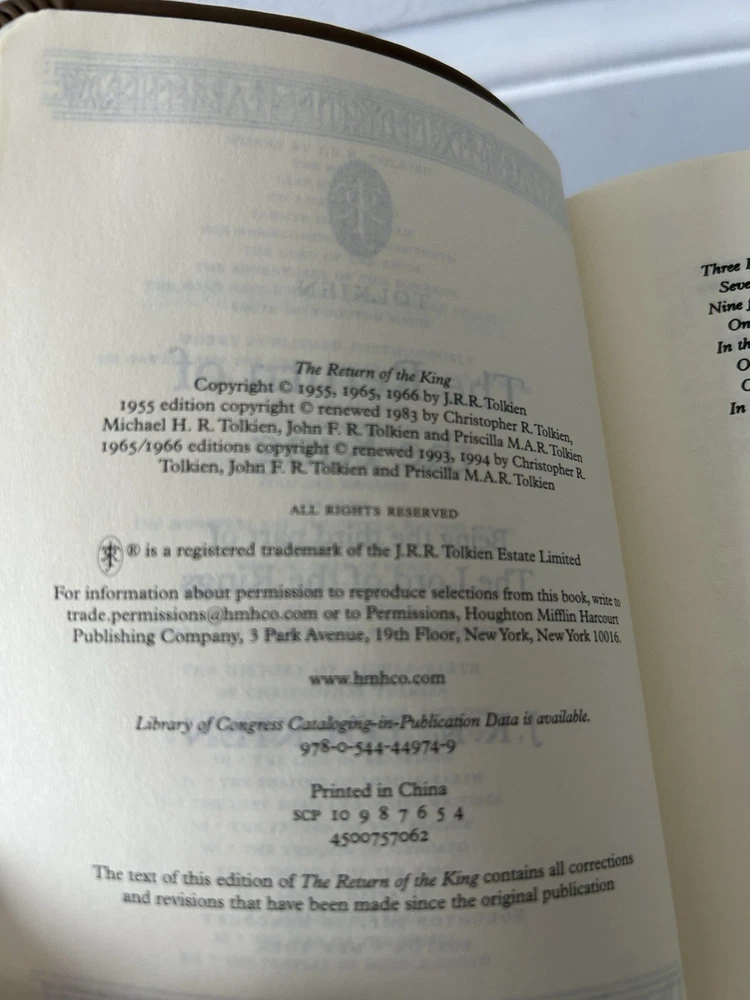 The Return of the King
Copyright © 1955, 1965, 1966 by J.R.R. Tolkien
1955 edition copyright © renewed 1983 by Christopher R. Tolkien,
Michael H. R. Tolkien, John F. R. Tolkien and Priscilla M.A.R. Tolkien
1965/1966 editions copyright © renewed 1993, 1994 by Christopher R.
Tolkien, John F. R. Tolkien and Priscilla M.A.R. Tolkien
ALL RIGHTS RESERVED
® is a registered trademark of the J.R.R. Tolkien Estate Limited
For information about permission to reproduce selections from this book, write to
trade.permissions@hmhco.com or to Permissions, Houghton Mifflin Harcourt
Publishing Company, 3 Park Avenue, 19th Floor, New York, New York 10016.
www.hmhco.com
Library of Congress Cataloging-in-Publication Data is available.
978-0-544-44974-9
Printed in China
SCP 10 9 8 7 6 5 4
4500757062
The text of this edition of The Return of the King contains all corrections
and revisions that have been made since the original publication
Three
Seve
Nine
On
In th
O
In